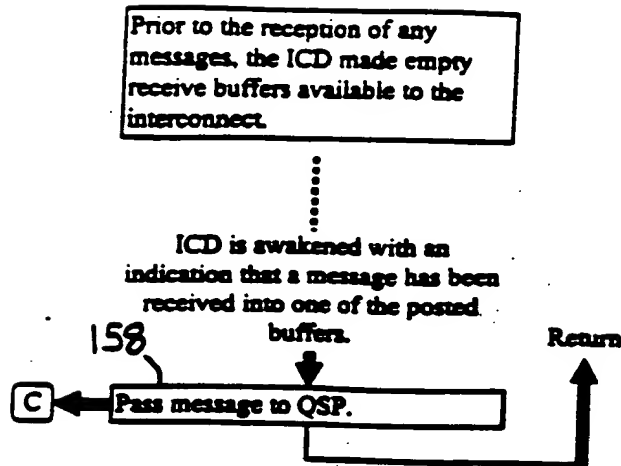 Prior to the reception of any
messages, the ICD made empty
receive buffers available to the
interconnect.
ICD is awakened with an
indication that a message has been
received into one of the posted
buffers.
Return
158
C
Pass message to QSP.